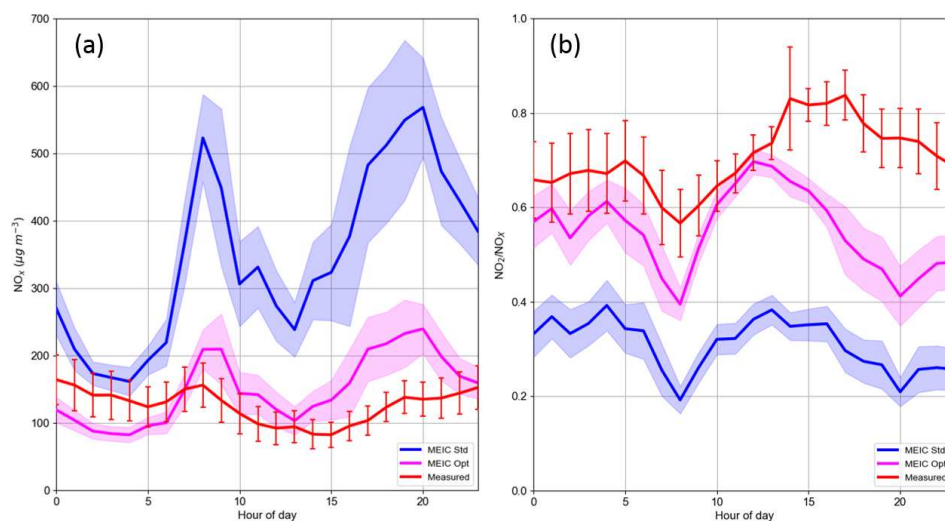 (a)
700
600
500
400
300
200
100
0
NOx (μg m⁻³)
0 5 10 15 20
Hour of day
MEIC Std
MEIC Opt
Measured
(b)
1.0
0.8
0.6
0.4
0.2
0.0
NO₂/NOX
0 5 10 15 20
Hour of day
MEIC Std
MEIC Opt
Measured